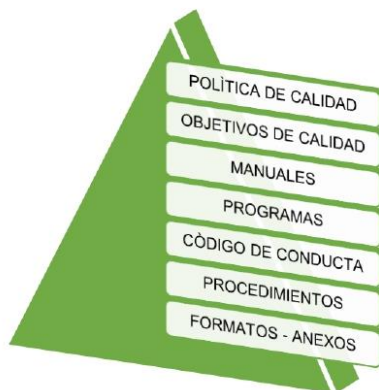 POLÌTICA DE CALIDAD
OBJETIVOS DE CALIDAD
MANUALES
PROGRAMAS
CÒDIGO DE CONDUCTA
PROCEDIMIENTOS
FORMATOS - ANEXOS